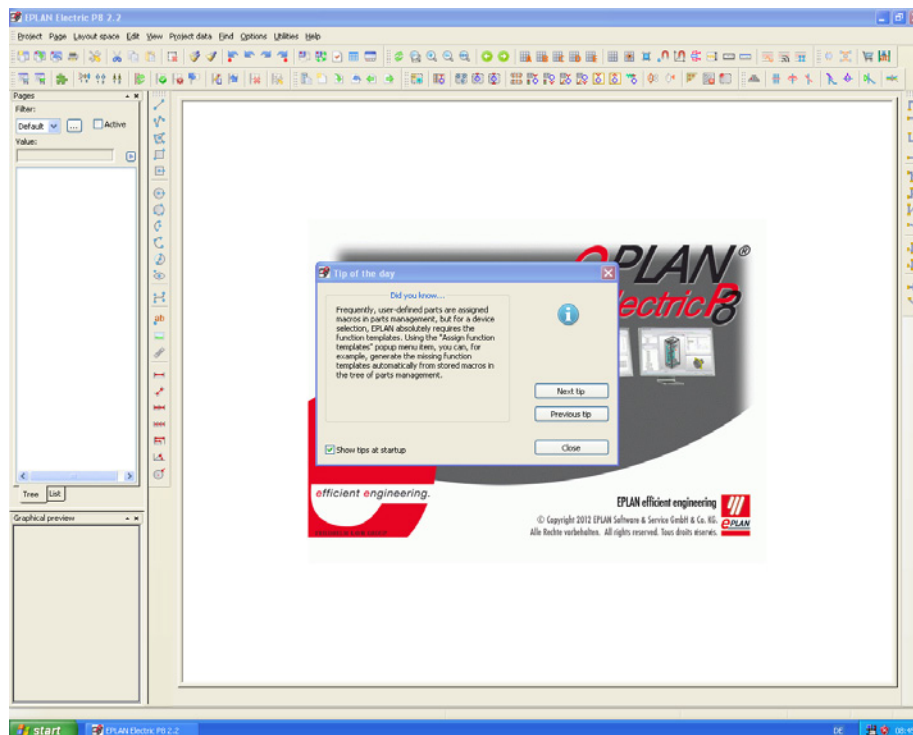 EPLAN Electric P8 2.2
Project Page Layout space Edit View Project data Find Options Utilities Help
Pages
Filter:
Default
...
Active
Value:
Tree
List
Graphical preview
EPLAN®
Electric P8
Tip of the day
Did you know...
Frequently, user-defined parts are assigned
macros in parts management, but for a device
selection, EPLAN absolutely requires the
function templates. Using the "Assign function
templates" popup menu item, you can, for
example, generate the missing function
templates automatically from stored macros in
the tree of parts management.
Next tip
Previous tip
Show tips at startup
Close
efficient engineering.
EPLAN efficient engineering
© Copyright 2012 EPLAN Software & Service GmbH & Co. KG.
Alle Rechte vorbehalten. All rights reserved. Tous droits réservés.
ePLAN
start
EPLAN Electric P8 2.2
DE